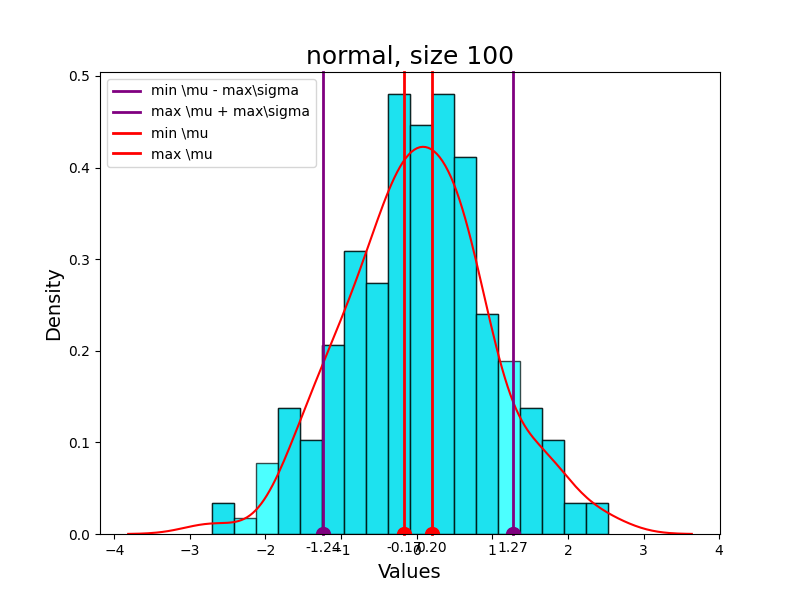 normal, size 100
min \mu - max\sigma
max \mu + max\sigma
min \mu
max \mu
Density
0.5
0.4
0.3
0.2
0.1
0.0
−4 −3 −2 −1 0 1 2 3 4
-1.24 -0.17 0.20 1.27
Values